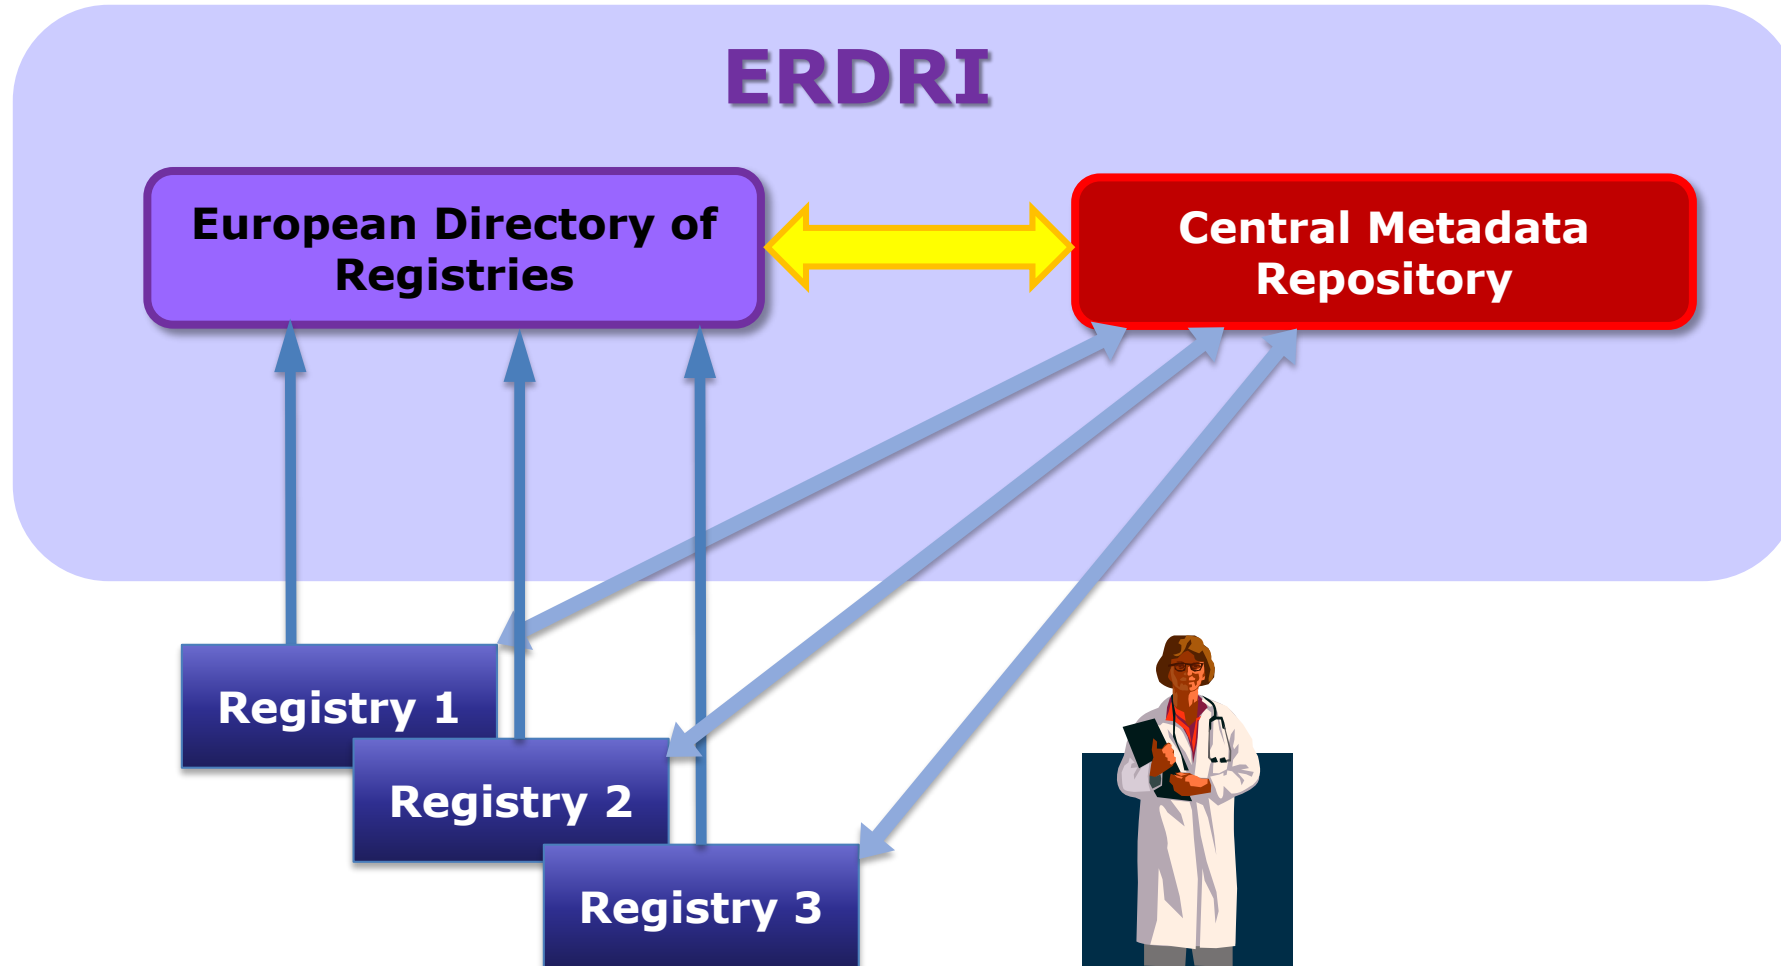 ERDRI
European Directory of
Registries
Central Metadata
Repository
Registry 1
Registry 2
Registry 3